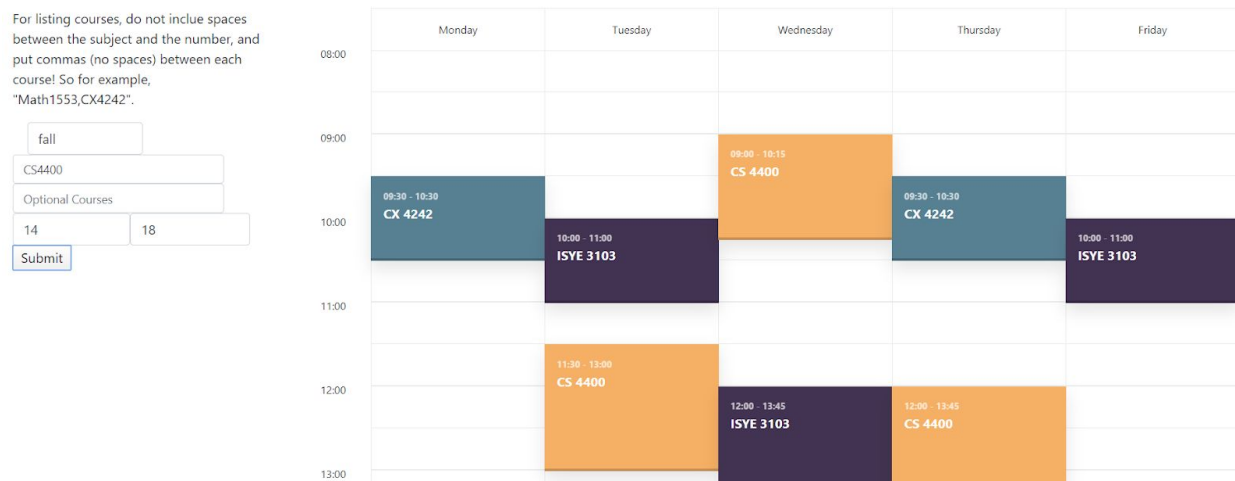 For listing courses, do not inclue spaces
between the subject and the number, and
put commas (no spaces) between each
course! So for example,
"Math1553,CX4242".
fall
CS4400
Optional Courses
14 18
Submit
Monday Tuesday Wednesday Thursday Friday
08:00
09:00
10:00
11:00
12:00
13:00
09:30 - 10:30
CX 4242
10:00 - 11:00
ISYE 3103
11:30 - 13:00
CS 4400
09:00 - 10:15
CS 4400
12:00 - 13:45
ISYE 3103
09:30 - 10:30
CX 4242
12:00 - 13:45
CS 4400
10:00 - 11:00
ISYE 3103